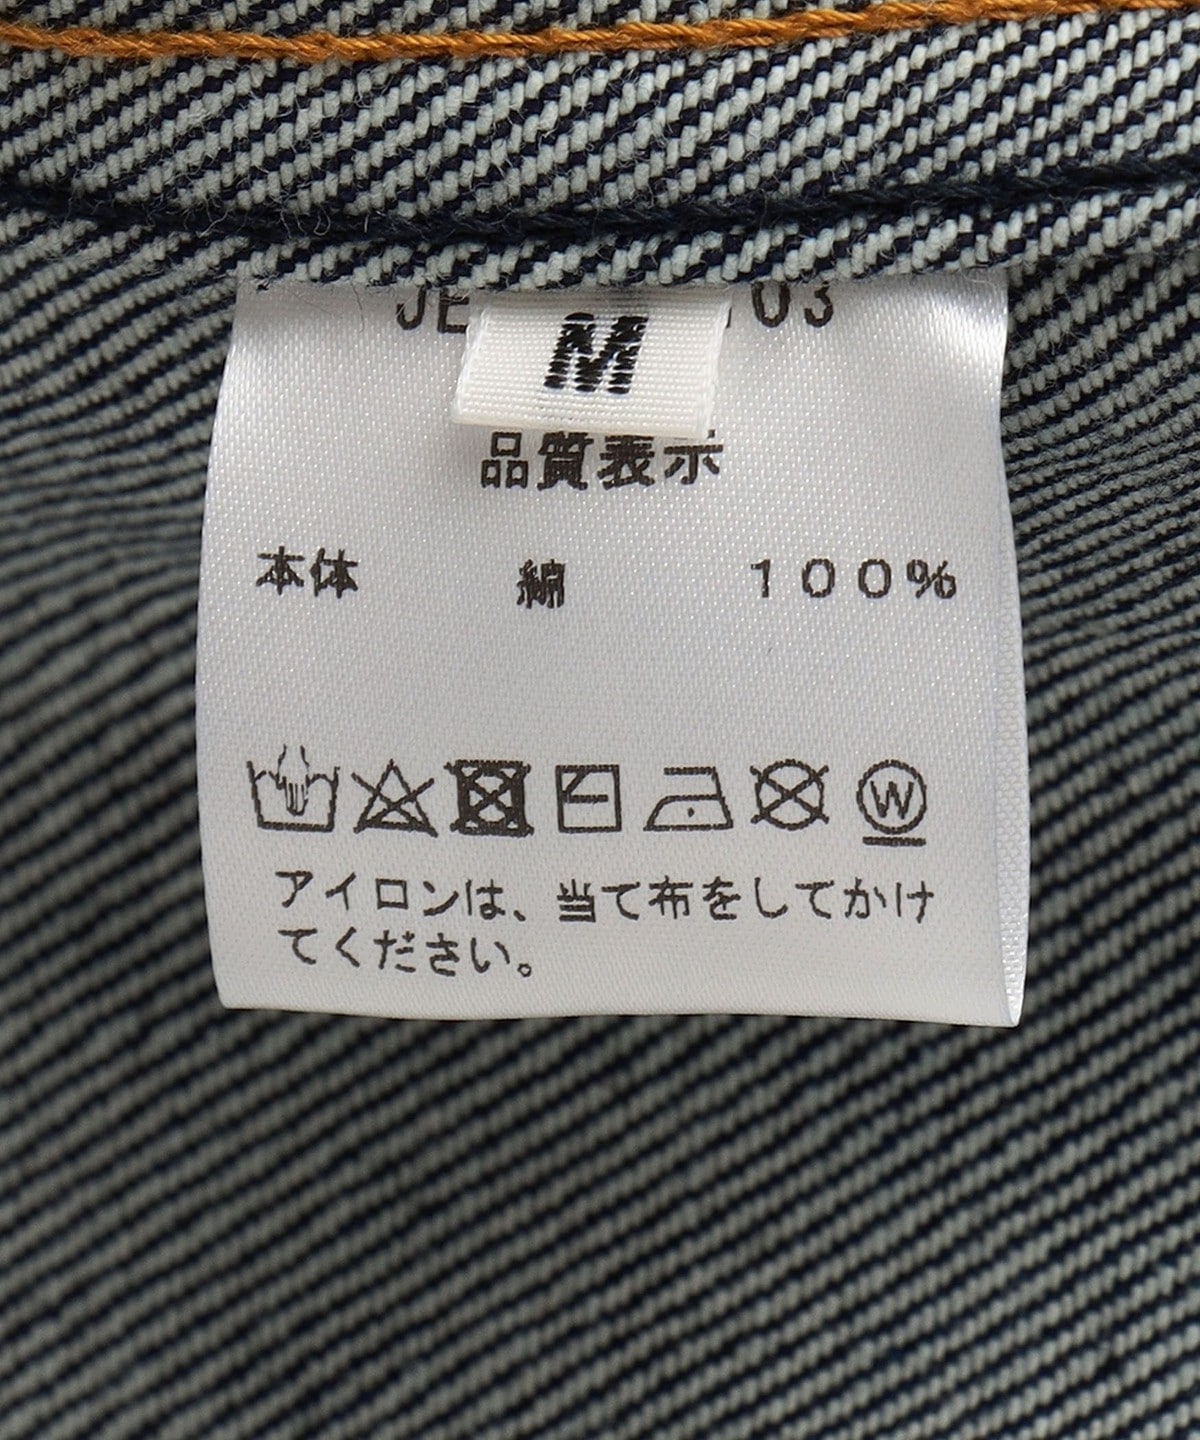 M
品質表示
本体 綿 100%
W
アイロンは、当て布をしてかけ
てください。